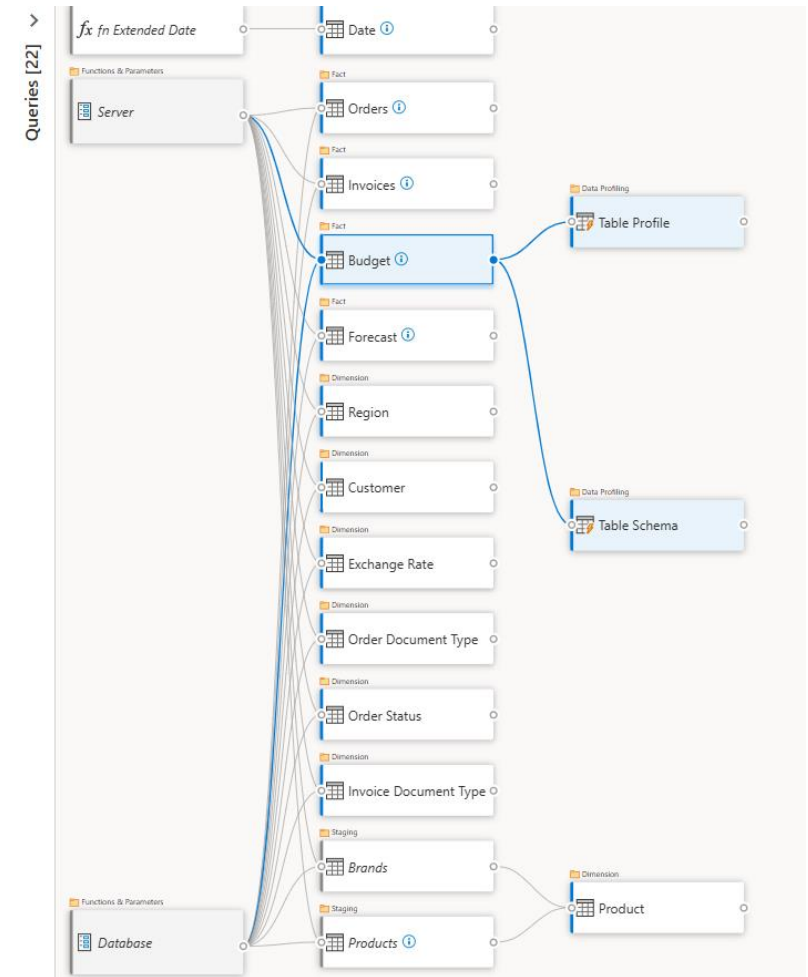 Queries [22]
fx fn Extended Date
Date
Functions & Parameters
Server
Fact
Orders
Fact
Invoices
Data Profiling
Table Profile
Fact
Budget
Fact
Forecast
Dimension
Region
Dimension
Customer
Data Profiling
Table Schema
Dimension
Exchange Rate
Dimension
Order Document Type
Dimension
Order Status
Dimension
Invoice Document Type
Staging
Brands
Dimension
Product
Functions & Parameters
Database
Staging
Products